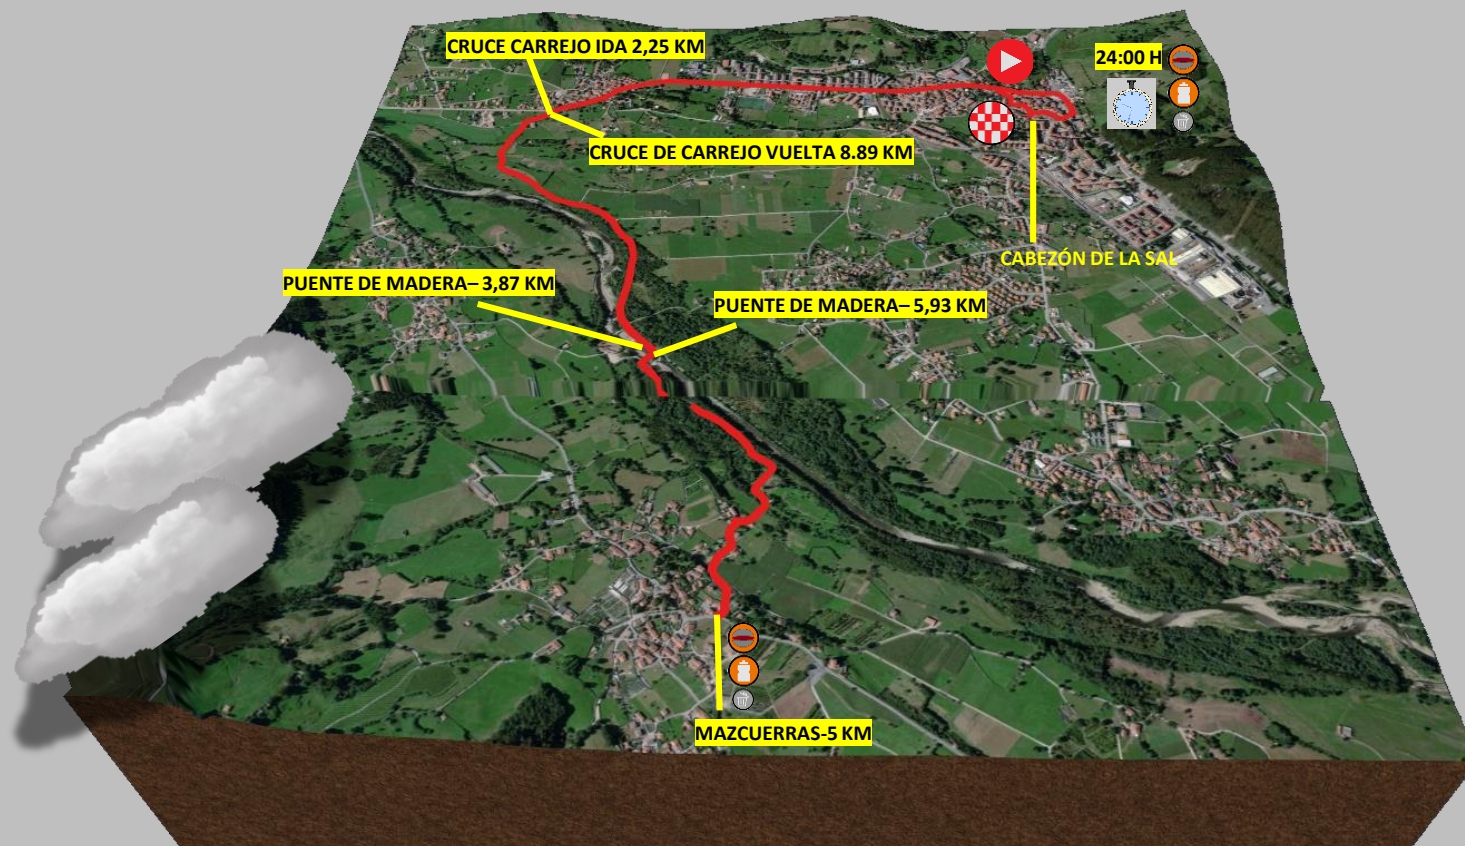 CRUCE CARREJO IDA 2,25 KM
24:00 H
CRUCE DE CARREJO VUELTA 8.89 KM
CABEZÓN DE LA SAL
PUENTE DE MADERA– 3,87 KM
PUENTE DE MADERA– 5,93 KM
MAZCUERRAS-5 KM